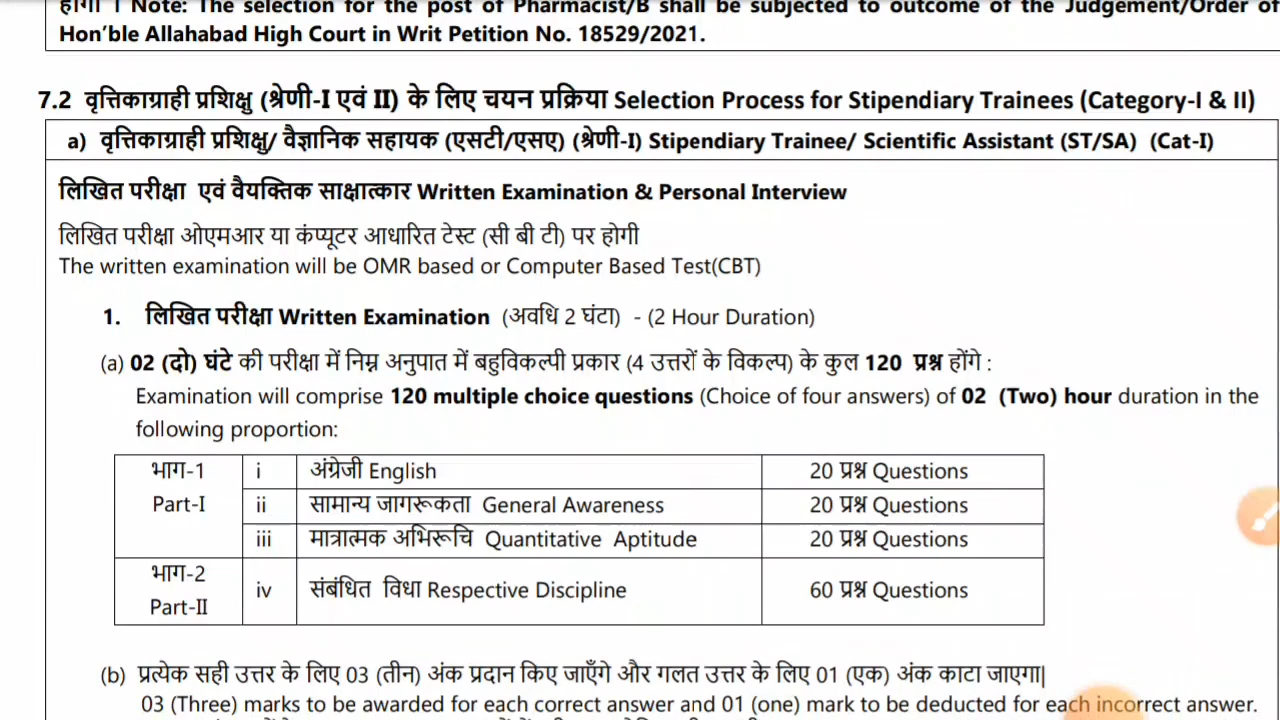 होगी । Note: The selection for the post of Pharmacist/B shall be subjected to outcome of the Judgement/Order of
Hon’ble Allahabad High Court in Writ Petition No. 18529/2021.
7.2 वृत्तिकाग्राही प्रशिक्षु (श्रेणी-I एवं II) के लिए चयन प्रक्रिया Selection Process for Stipendiary Trainees (Category-I & II)
a) वृत्तिकाग्राही प्रशिक्षु/ वैज्ञानिक सहायक (एसटी/एसए) (श्रेणी-I) Stipendiary Trainee/ Scientific Assistant (ST/SA) (Cat-I)
लिखित परीक्षा एवं वैयक्तिक साक्षात्कार Written Examination & Personal Interview
लिखित परीक्षा ओएमआर या कंप्यूटर आधारित टेस्ट (सी बी टी) पर होगी
The written examination will be OMR based or Computer Based Test(CBT)
1. लिखित परीक्षा Written Examination (अवधि 2 घंटा) - (2 Hour Duration)
(a) 02 (दो) घंटे की परीक्षा में निम्न अनुपात में बहुविकल्पी प्रकार (4 उत्तरों के विकल्प) के कुल 120 प्रश्न होंगे :
Examination will comprise 120 multiple choice questions (Choice of four answers) of 02 (Two) hour duration in the
following proportion:
भाग-1 i अंग्रेजी English 20 प्रश्न Questions
Part-I ii सामान्य जागरूकता General Awareness 20 प्रश्न Questions
iii मात्रात्मक अभिरूचि Quantitative Aptitude 20 प्रश्न Questions
भाग-2
iv संबंधित विधा Respective Discipline 60 प्रश्न Questions
Part-II
(b) प्रत्येक सही उत्तर के लिए 03 (तीन) अंक प्रदान किए जाएँगे और गलत उत्तर के लिए 01 (एक) अंक काटा जाएगा|
03 (Three) marks to be awarded for each correct answer and 01 (one) mark to be deducted for each incorrect answer.